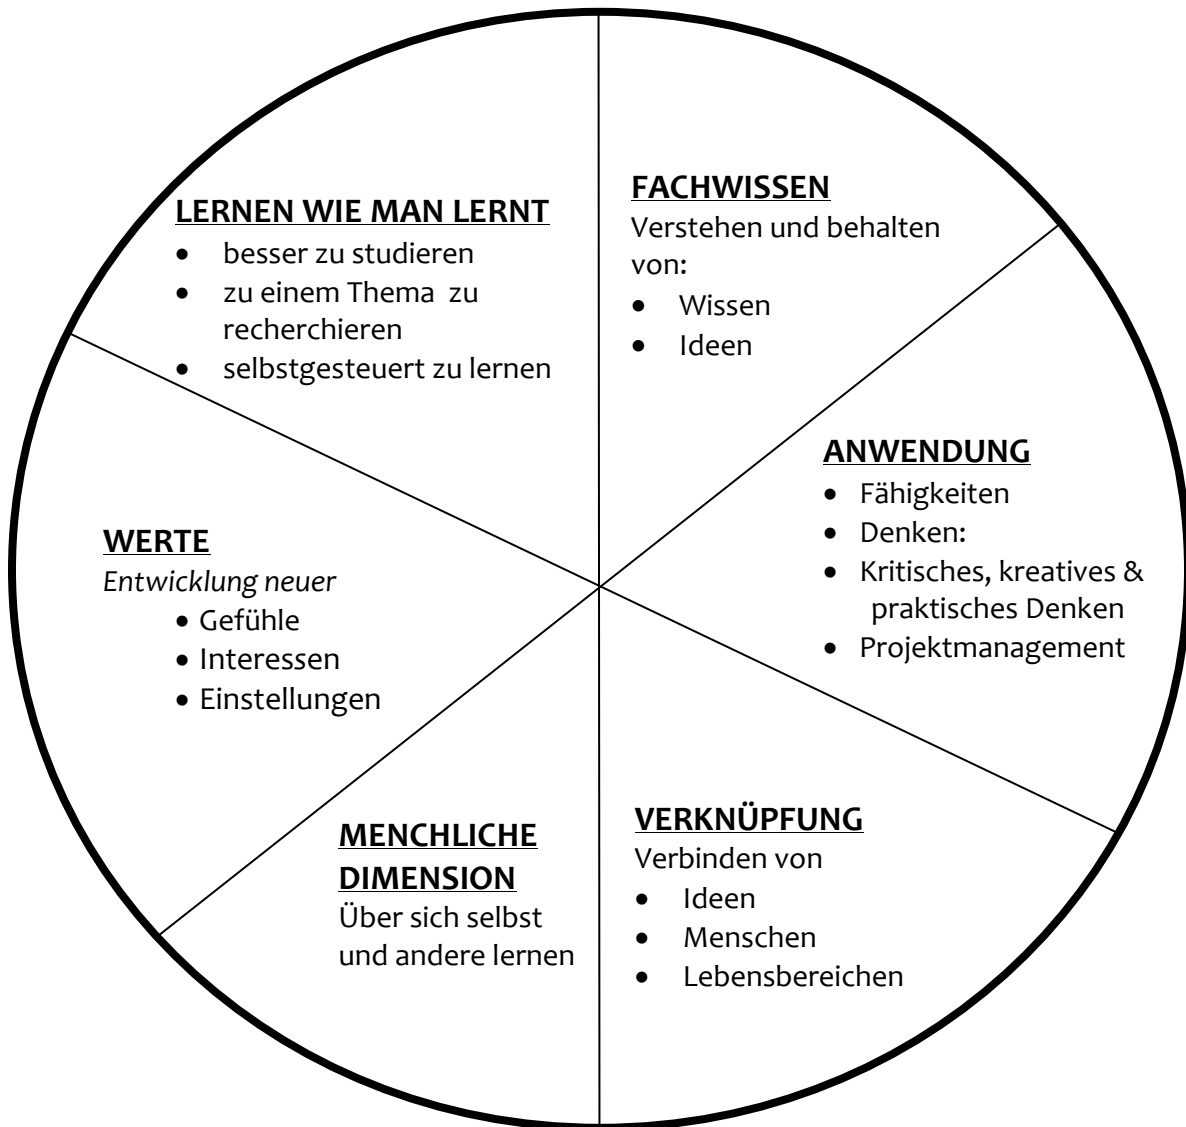 LERNEN WIE MAN LERNT
• besser zu studieren
• zu einem Thema zu
recherchieren
• selbstgesteuert zu lernen
FACHWISSEN
Verstehen und behalten
von:
• Wissen
• Ideen
ANWENDUNG
• Fähigkeiten
• Denken:
• Kritisches, kreatives &
praktisches Denken
• Projektmanagement
WERTE
Entwicklung neuer
• Gefühle
• Interessen
• Einstellungen
MENCHLICHE
DIMENSION
Über sich selbst
und andere lernen
VERKNÜPFUNG
Verbinden von
• Ideen
• Menschen
• Lebensbereichen